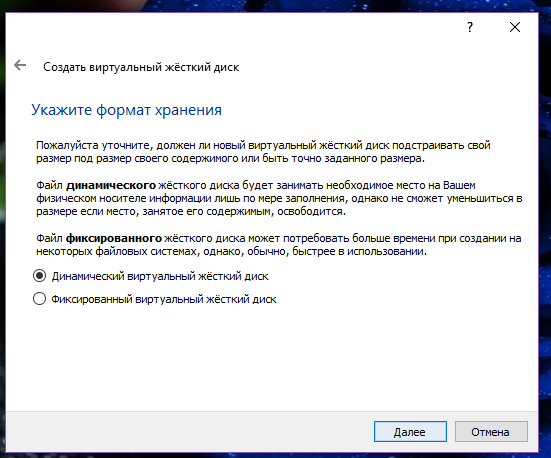 ?
Создать виртуальный жёсткий диск
Укажите формат хранения
Пожалуйста уточните, должен ли новый виртуальный жёсткий диск подстраивать свой
размер под размер своего содержимого или быть точно заданного размера.
Файл динамического жёсткого диска будет занимать необходимое место на Вашем
физическом носителе информации лишь по мере заполнения, однако не сможет уменьшиться в
размере если место, занятое его содержимым, освободится.
Файл фиксированного жёсткого диска может потребовать больше времени при создании на
некоторых файловых системах, однако, обычно, быстрее в использовании.
Динамический виртуальный жёсткий диск
Фиксированный виртуальный жёсткий диск
Далее
Отмена